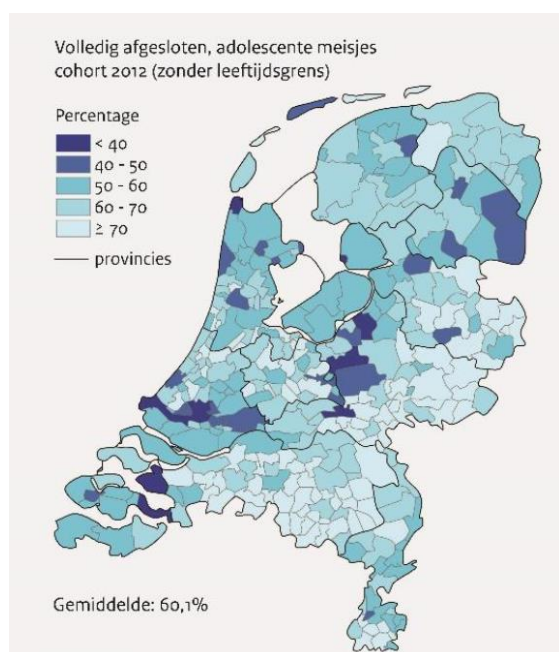 Volledig afgesloten, adolescente meisjes
cohort 2012 (zonder leeftijdsgrens)
Percentage
< 40
40 - 50
50 - 60
60 - 70
≥ 70
provincies
Gemiddelde: 60,1%